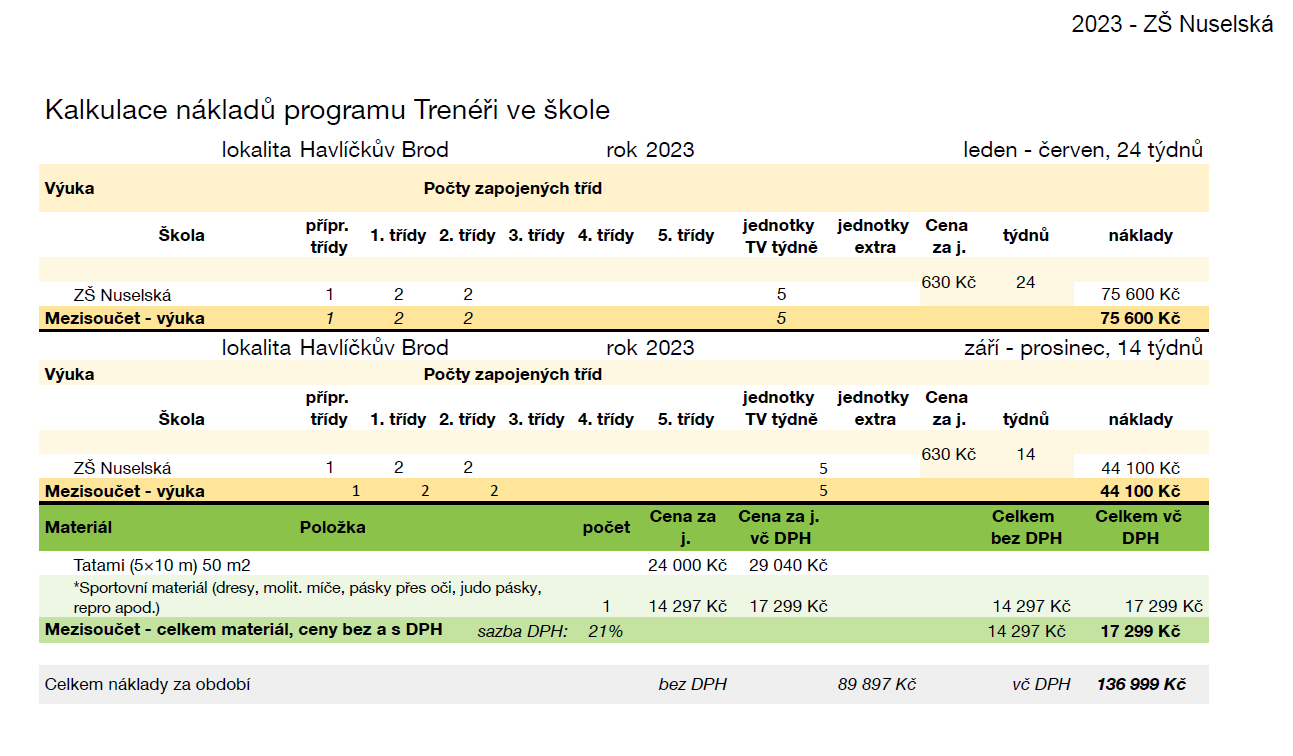 2023 - ZŠ Nuselská
Kalkulace nákladů programu Trenéři ve škole
lokalita Havlíčkův Brod rok 2023 leden - červen, 24 týdnů
Výuka Počty zapojených tříd
Škola přípr. třídy 1. třídy 2. třídy 3. třídy 4. třídy 5. třídy jednotky TV týdně jednotky extra Cena za j. týdnů náklady
630 Kč 24
ZŠ Nuselská 1 2 2 5 75 600 Kč
Mezisoučet - výuka 1 2 2 5 75 600 Kč
lokalita Havlíčkův Brod rok 2023 září - prosinec, 14 týdnů
Výuka Počty zapojených tříd
Škola přípr. třídy 1. třídy 2. třídy 3. třídy 4. třídy 5. třídy jednotky TV týdně jednotky extra Cena za j. týdnů náklady
630 Kč 14
ZŠ Nuselská 1 2 2 5 44 100 Kč
Mezisoučet - výuka 1 2 2 5 44 100 Kč
Materiál Položka počet Cena za j. Cena za j. vč DPH Celkem bez DPH Celkem vč DPH
Tatami (5×10 m) 50 m2 24 000 Kč 29 040 Kč
*Sportovní materiál (dresy, molit. míče, pásky přes oči, judo pásky,
repro apod.) 1 14 297 Kč 17 299 Kč 14 297 Kč 17 299 Kč
Mezisoučet - celkem materiál, ceny bez a s DPH sazba DPH: 21% 14 297 Kč 17 299 Kč
Celkem náklady za období bez DPH 89 897 Kč vč DPH 136 999 Kč